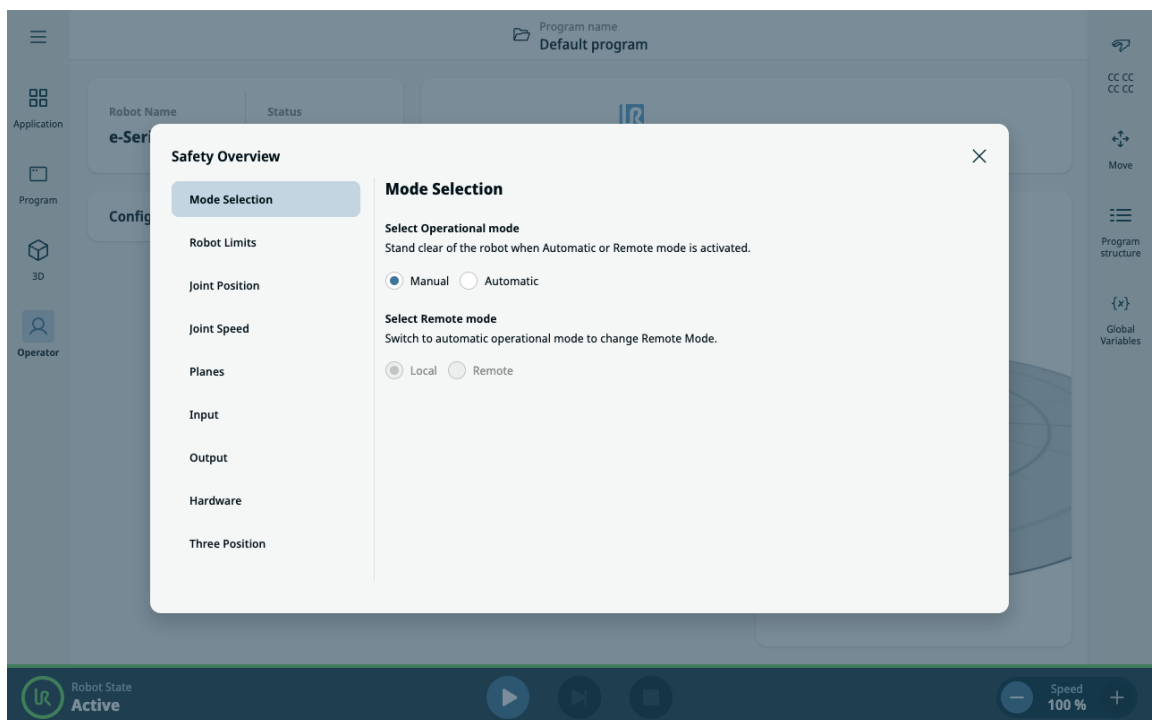 Program name
Default program
Application
Program
3D
Operator
Robot Name
Status
e-Seri
Config
Safety Overview
Mode Selection
Robot Limits
Joint Position
Joint Speed
Planes
Input
Output
Hardware
Three Position
Mode Selection
Select Operational mode
Stand clear of the robot when Automatic or Remote mode is activated.
Manual Automatic
Select Remote mode
Switch to automatic operational mode to change Remote Mode.
Local Remote
CC CC
CC CC
Move
Program
structure
{x}
Global
Variables
Robot State
Active
Speed
100 %